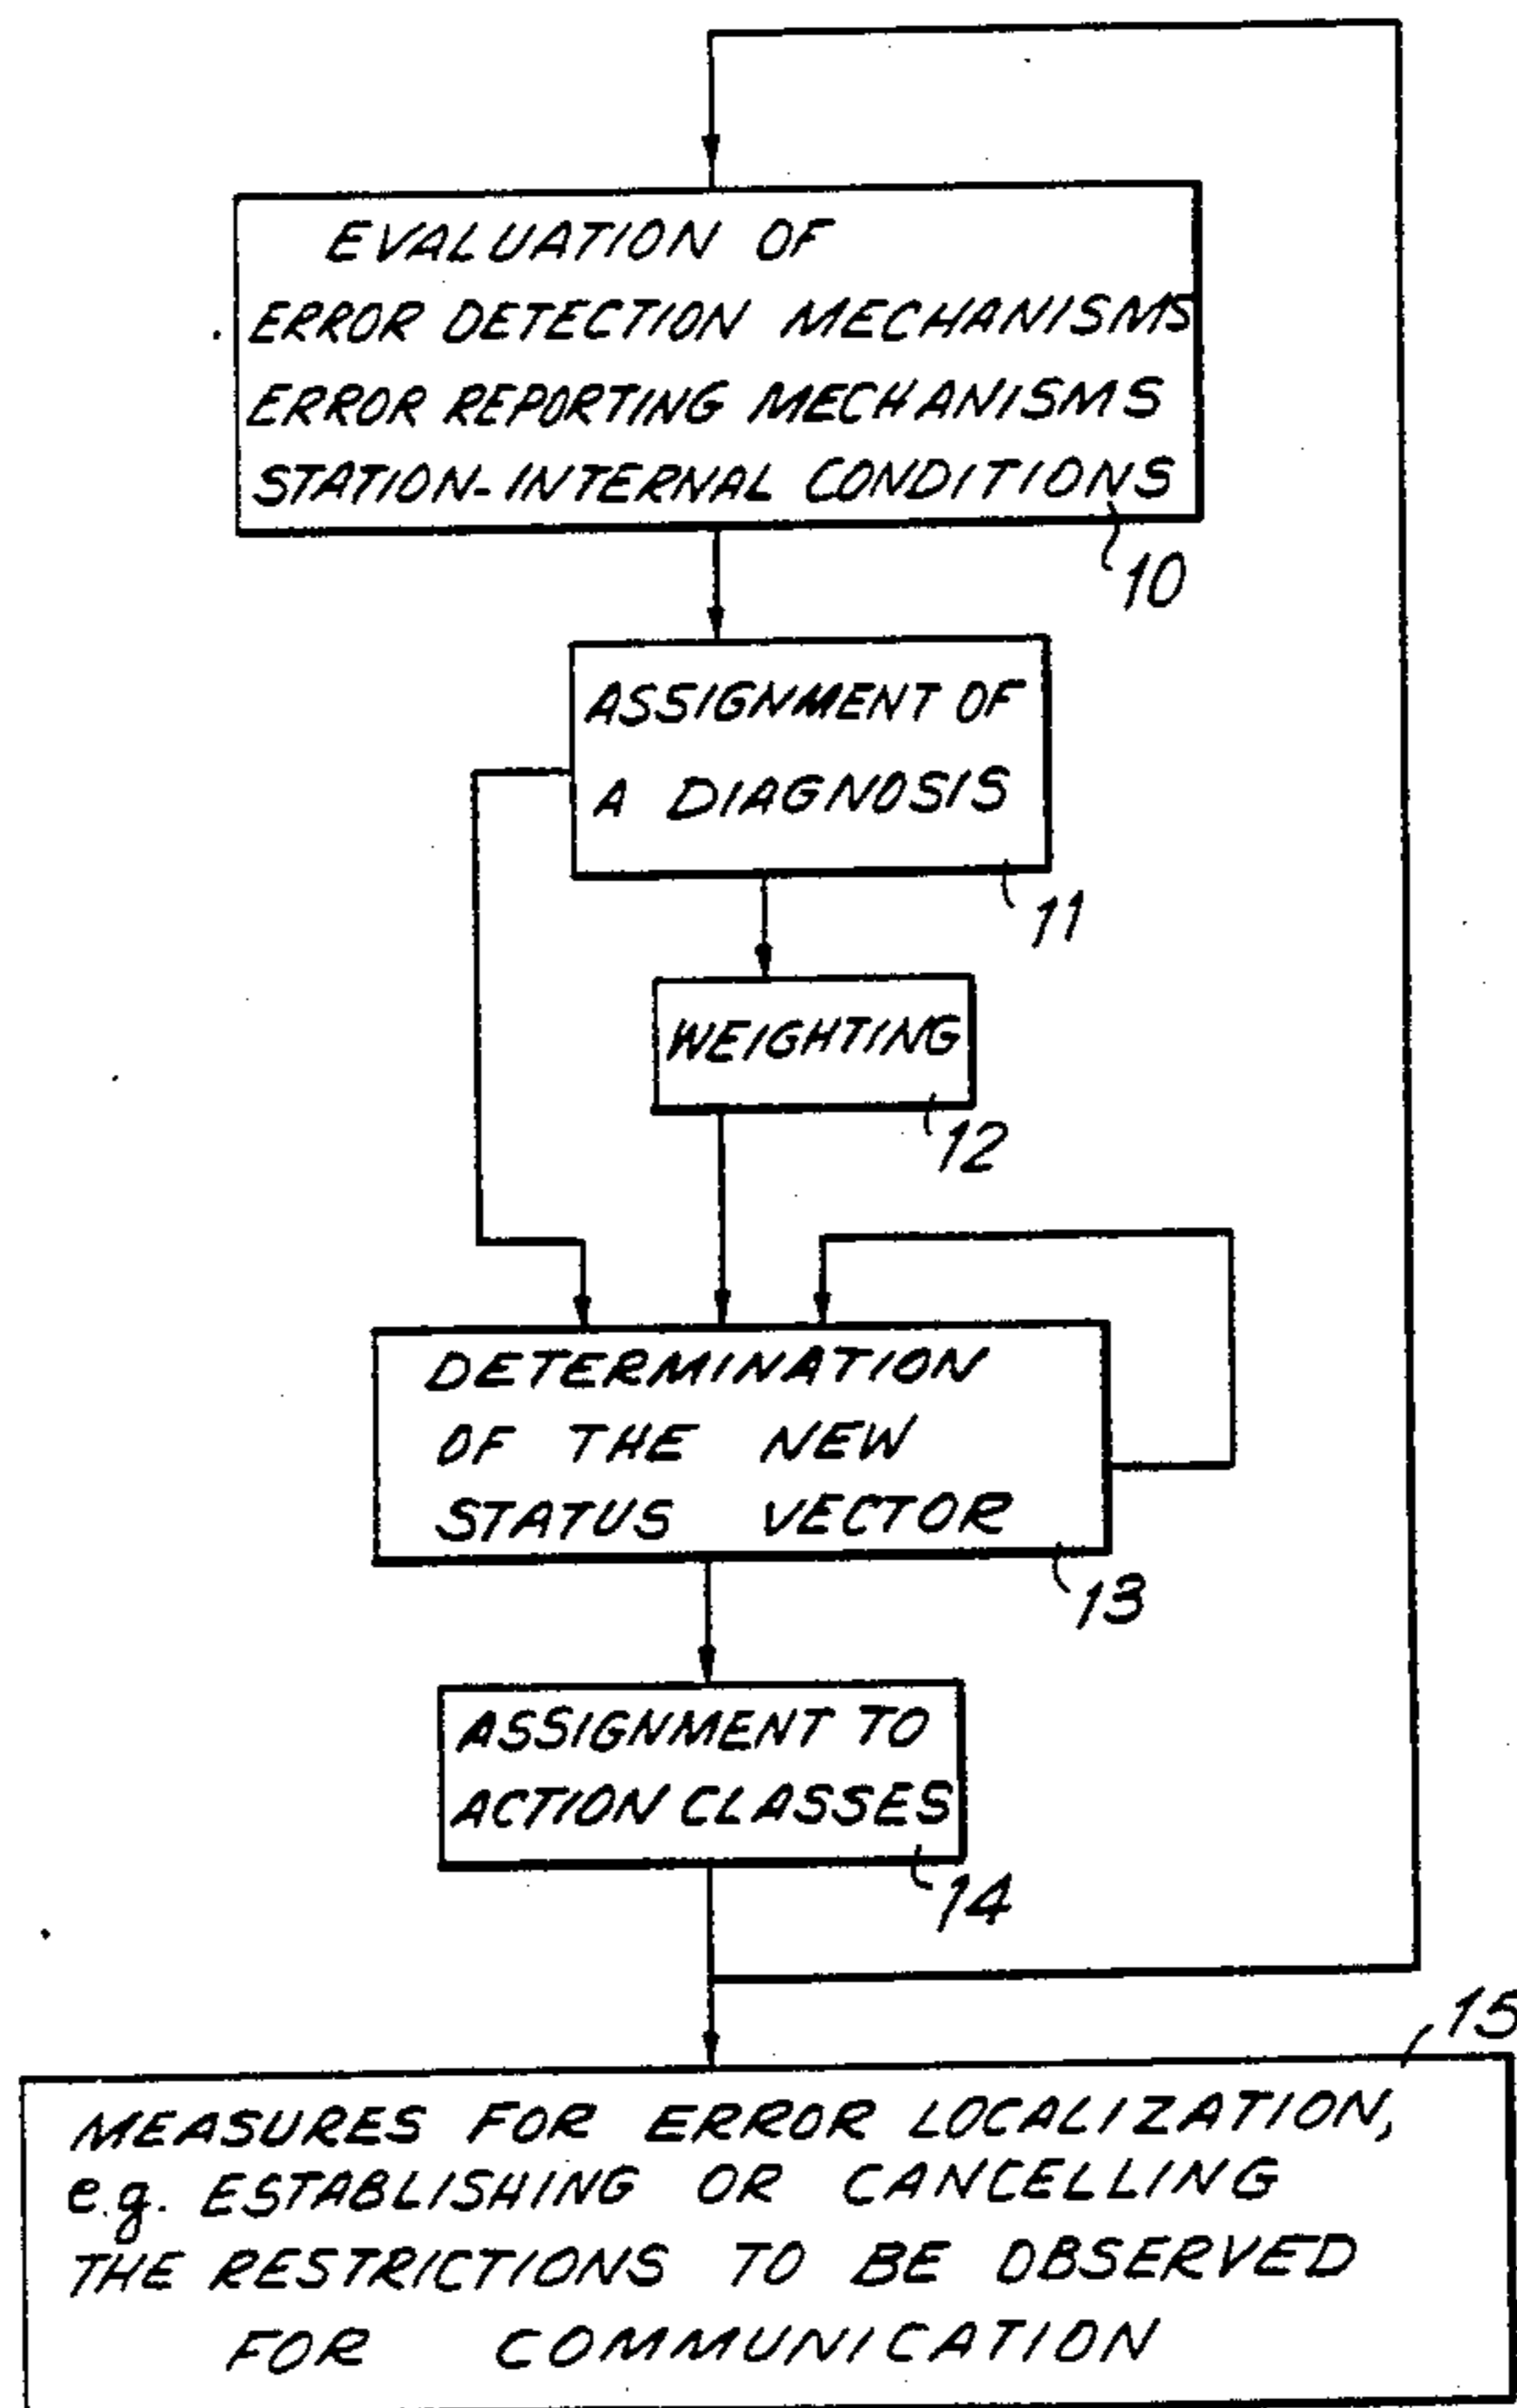 EVALUATION OF
ERROR DETECTION MECHANISMS
ERROR REPORTING MECHANISMS
STATION-INTERNAL CONDITIONS
10
ASSIGNMENT OF
A DIAGNOSIS
11
WEIGHTING
12
DETERMINATION
OF THE NEW
STATUS VECTOR
13
ASSIGNMENT TO
ACTION CLASSES
14
15
MEASURES FOR ERROR LOCALIZATION,
e.g. ESTABLISHING OR CANCELLING
THE RESTRICTIONS TO BE OBSERVED
FOR COMMUNICATION